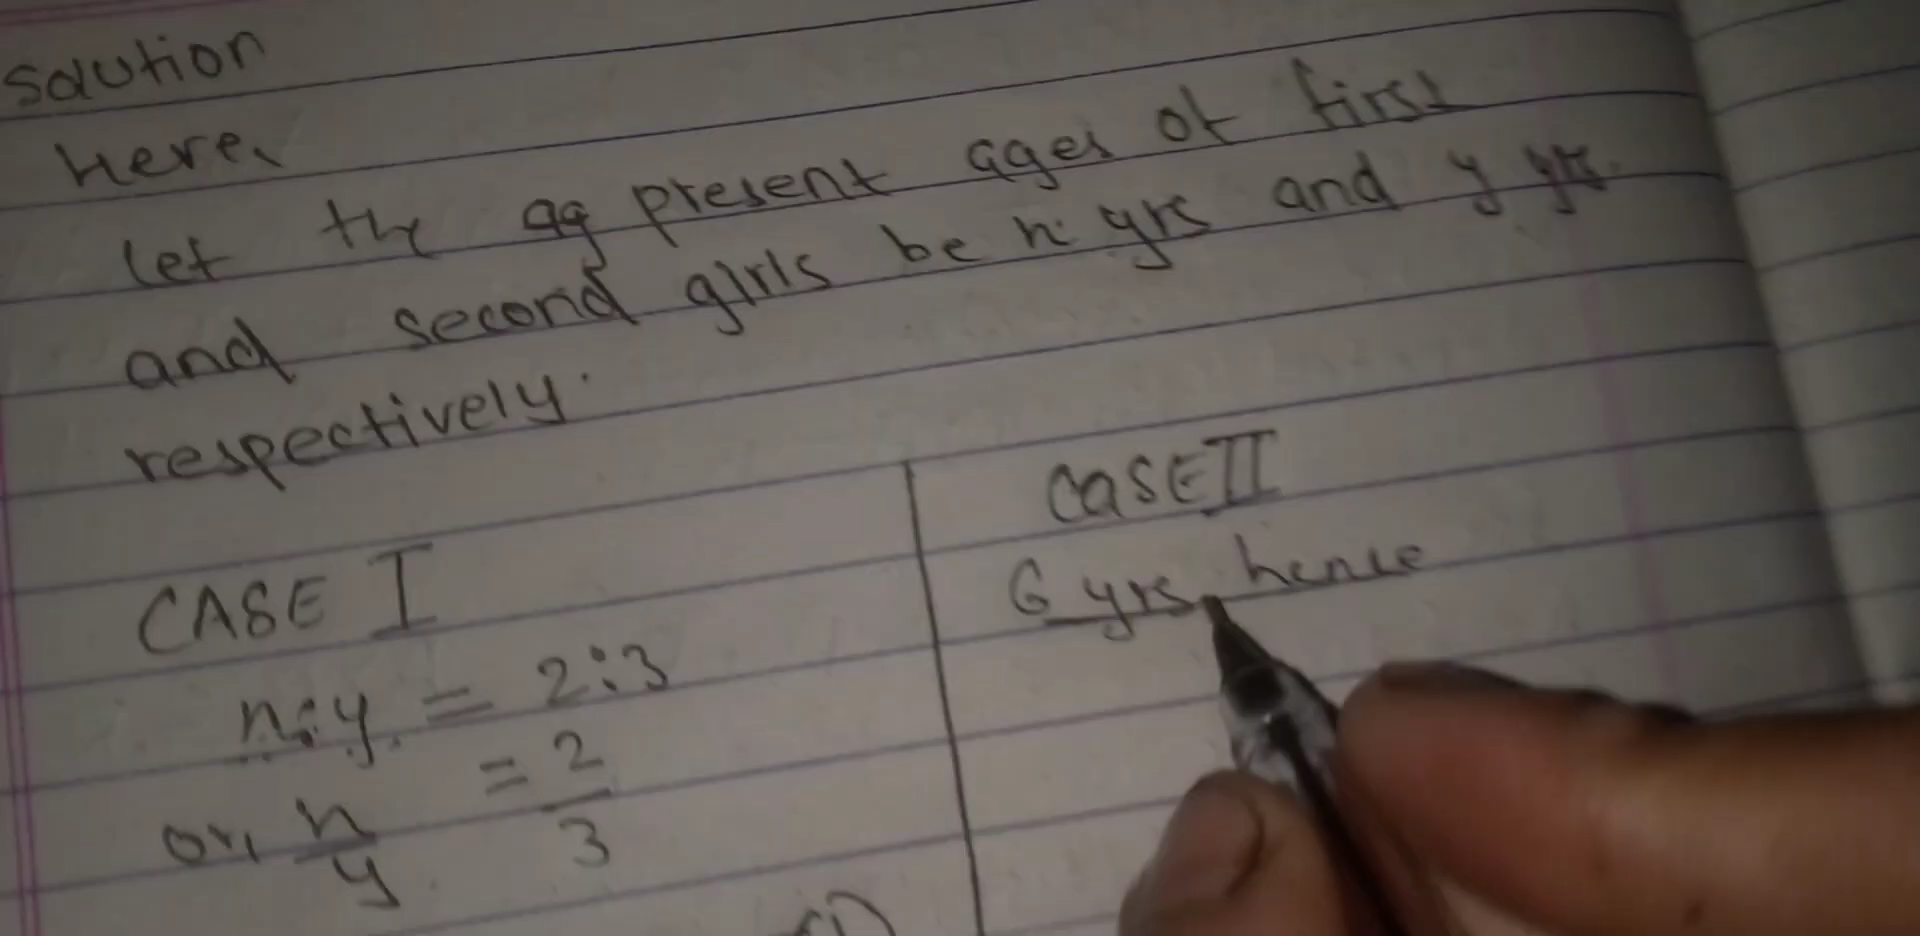 Solution
here,
Let the ag present ages of first
and second girls be n yrs and y yrs.
respectively.
CASE I
n:y = 2:3
or, n/y = 2/3
CASE II
6 yrs hence